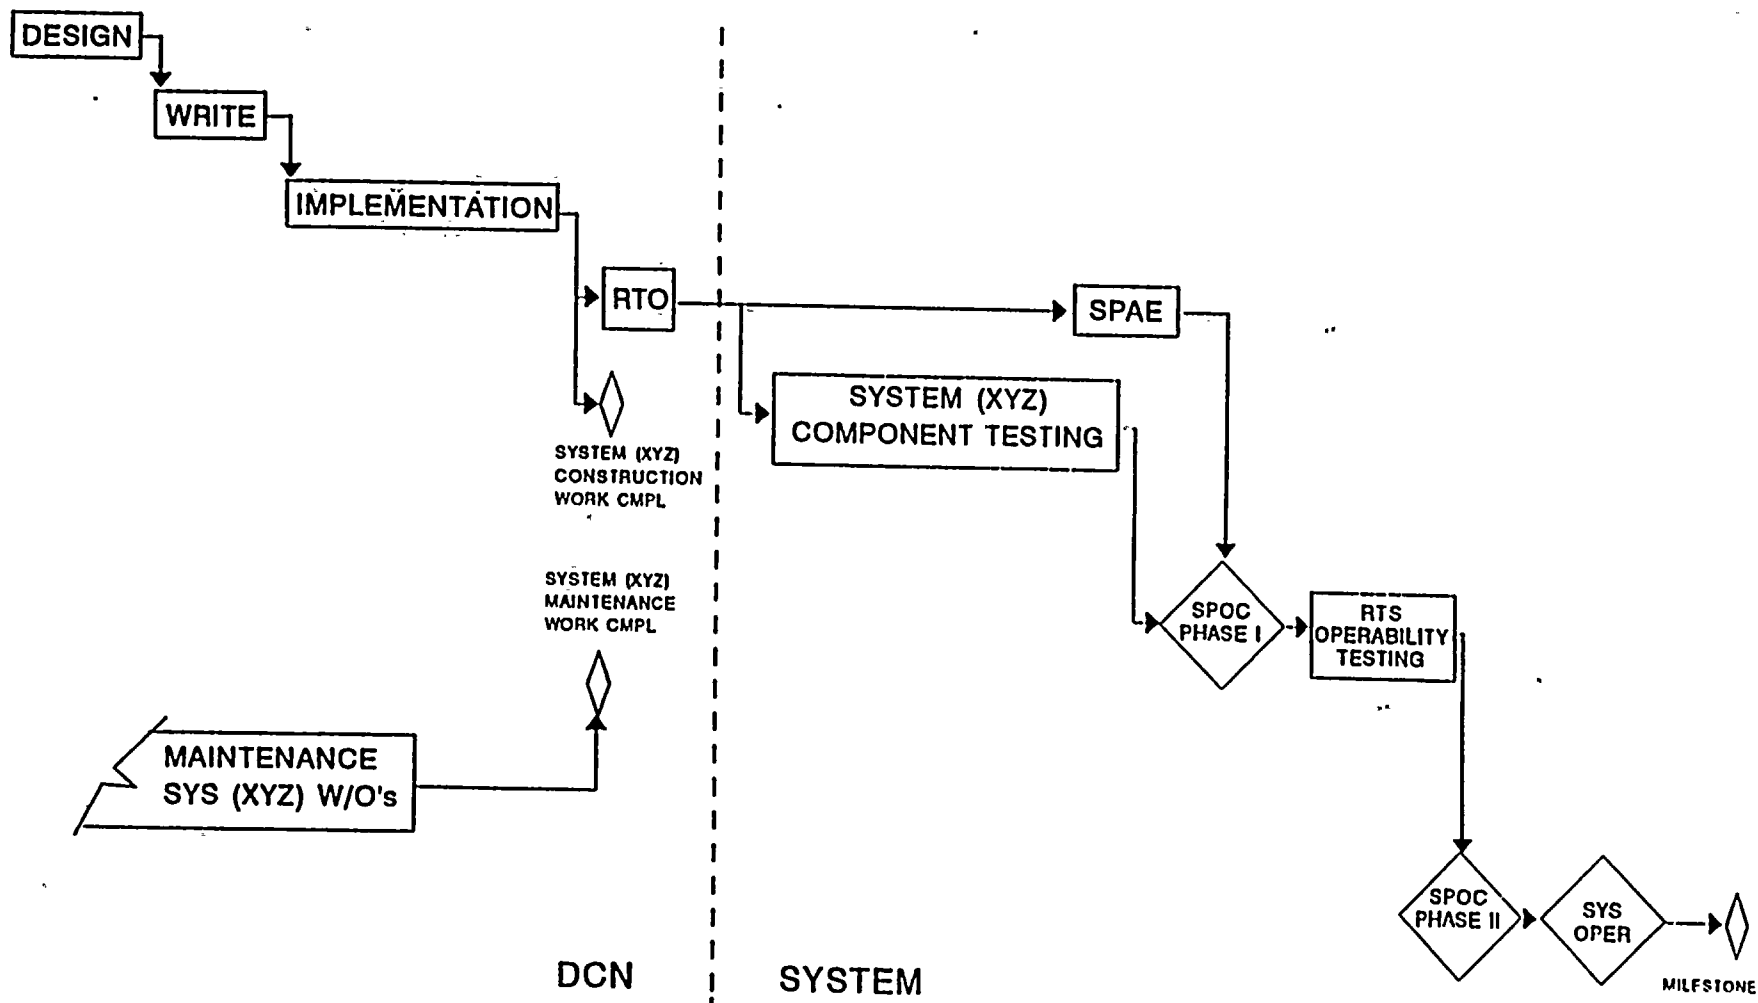 DESIGN
WRITE
IMPLEMENTATION
RTO
SPAE
SYSTEM (XYZ)
COMPONENT TESTING
SYSTEM (XYZ)
CONSTRUCTION
WORK CMPL
SYSTEM (XYZ)
MAINTENANCE
WORK CMPL
SPOC
PHASE I
RTS
OPERABILITY
TESTING
MAINTENANCE
SYS (XYZ) W/O's
SPOC
PHASE II
SYS
OPER
MILESTONE
DCN
SYSTEM